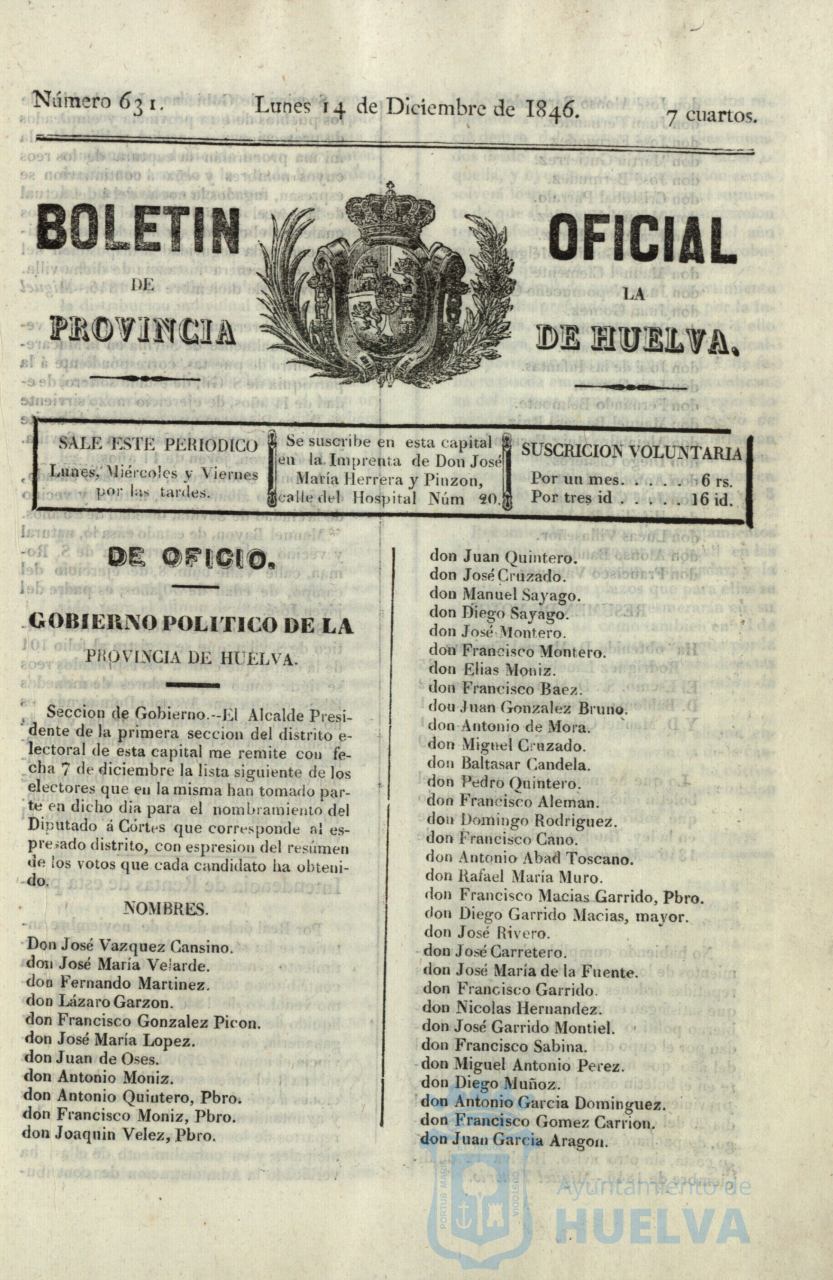 Número 631.
Lunes 14 de Diciembre de 1846.
7 cuartos.
BOLETIN
DE
PROVINCIA
OFICIAL
LA
DE HUELVA.
SALE ESTE PERIODICO
Lunes, Miércoles y Viernes
por las tardes.
Se suscribe en esta capital
en la Imprenta de Don José
María Herrera y Pinzon,
calle del Hospital Núm 20.
SUSCRICION VOLUNTARIA
Por un mes. . . . . 6 rs.
Por tres id . . . . . 16 id.
DE OFICIO.
GOBIERNO POLITICO DE LA
PROVINCIA DE HUELVA.
Seccion de Gobierno.--El Alcalde Presi-
dente de la primera seccion del distrito e-
lectoral de esta capital me remite con fe-
cha 7 de diciembre la lista siguiente de los
electores que en la misma han tomado par-
te en dicho dia para el nombramiento del
Diputado á Córtes que corresponde al es-
presado distrito, con espresion del resúmen
de los votos que cada candidato ha obteni-
do.
NOMBRES.
Don José Vazquez Cansino.
don José María Velarde.
don Fernando Martinez.
don Lázaro Garzon.
don Francisco Gonzalez Picon.
don José María Lopez.
don Juan de Oses.
don Antonio Moniz.
don Antonio Quintero, Pbro.
don Francisco Moniz, Pbro.
don Joaquin Velez, Pbro.
don Juan Quintero.
don José Cruzado.
don Manuel Sayago.
don Diego Sayago.
don José Montero.
don Francisco Montero.
don Elias Moniz.
don Francisco Baez.
don Juan Gonzalez Bruno.
don Antonio de Mora.
don Miguel Cruzado.
don Baltasar Candela.
don Pedro Quintero.
don Francisco Aleman.
don Domingo Rodriguez.
don Francisco Cano.
don Antonio Abad Toscano.
don Rafael María Muro.
don Francisco Macias Garrido, Pbro.
don Diego Garrido Macias, mayor.
don José Rivero.
don José Carretero.
don José María de la Fuente.
don Francisco Garrido.
don Nicolas Hernandez.
don José Garrido Montiel.
don Francisco Sabina.
don Miguel Antonio Perez.
don Diego Muñoz.
don Antonio Garcia Dominguez.
don Francisco Gomez Carrion.
don Juan Garcia Aragon.
PORTUS MARIS
CUSTODIA
Ayuntamiento de
HUELVA